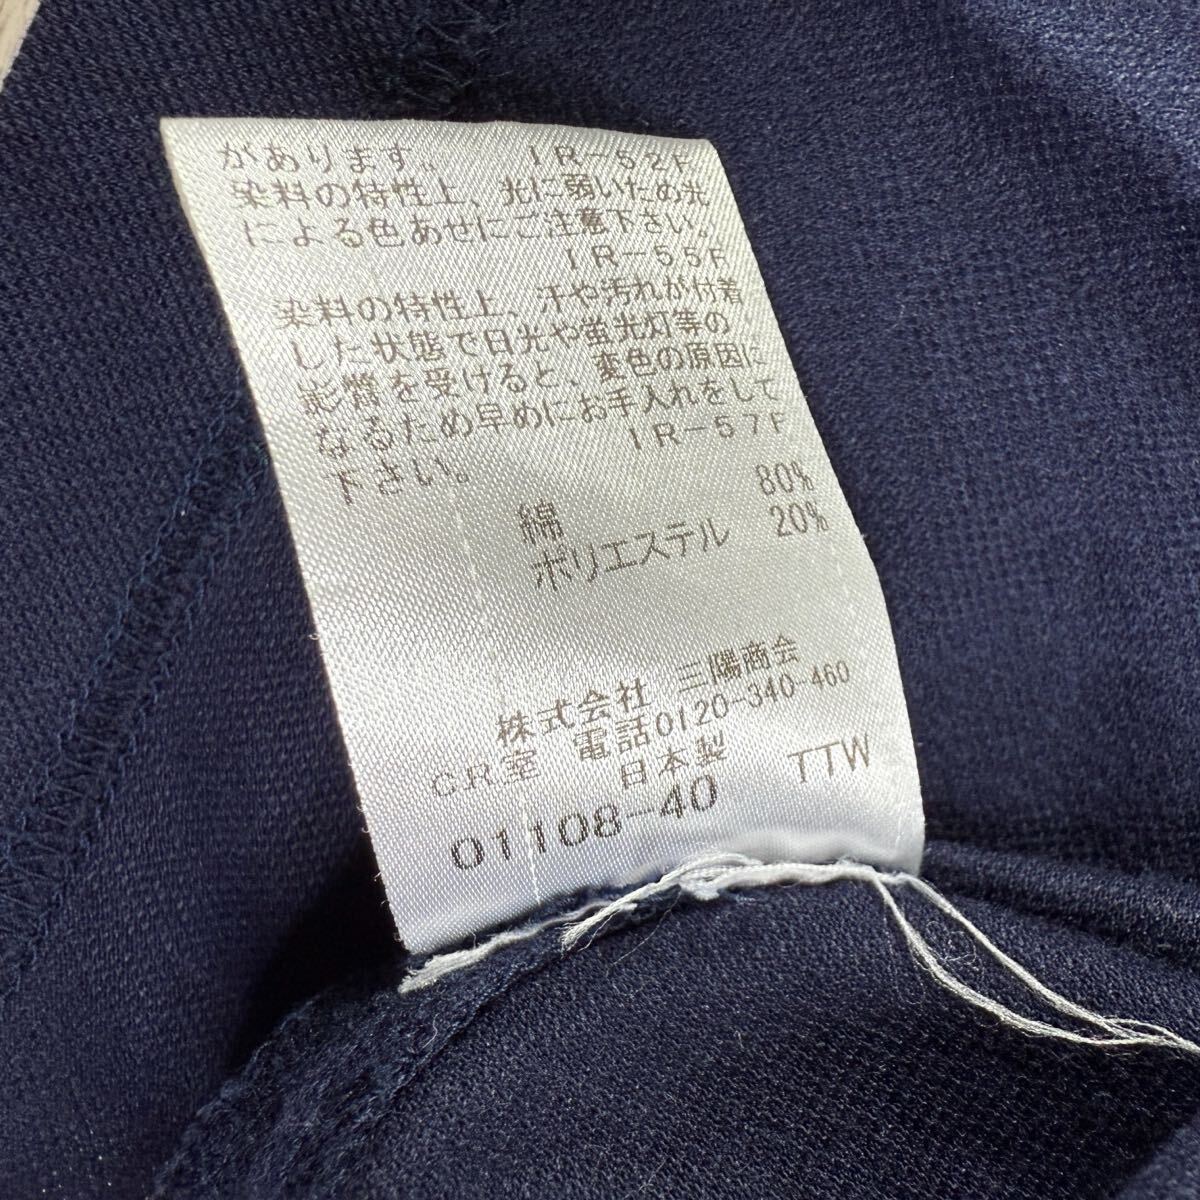 があります。 IR-52F
染料の特性上、光に弱いため光
による色あせにご注意下さい。
IR-55F
染料の特性上、汗や汚れが付着
した状態で日光や蛍光灯等の
影響を受けると、変色の原因に
なるため早めにお手入れをして
下さい。 IR-57F
綿 80%
ポリエステル 20%
株式会社 三陽商会
CR室 電話0120-340-460
日本製 TTW
01108-40